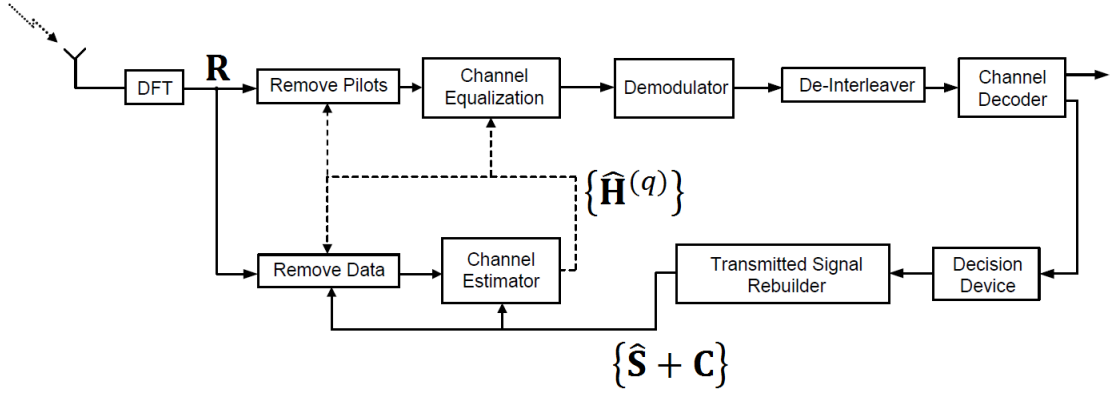 R
DFT
Remove Pilots
Channel
Equalization
Demodulator
De-Interleaver
Channel
Decoder
{Ĥ^(q)}
Remove Data
Channel
Estimator
Transmitted Signal
Rebuilder
Decision
Device
{Ŝ + C}